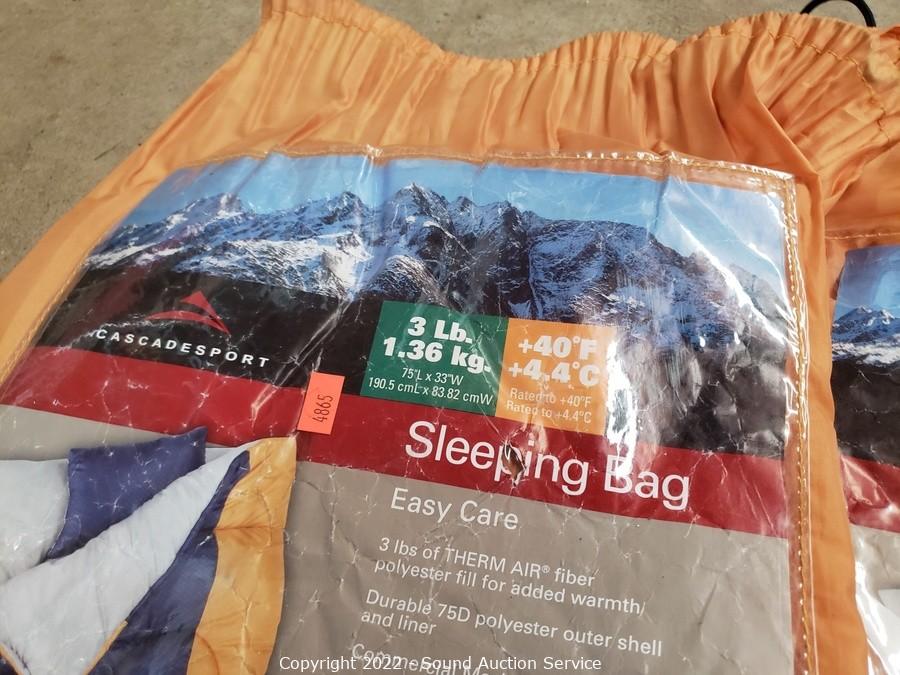 CASCADESPORT
3 Lb.
1.36 kg.
75"L x 33"W
190.5 cmL x 83.82 cmW
+40°F
+4.4°C
Rated to +40°F
Rated to +4.4°C
4865
Sleeping Bag
Easy Care
3 lbs of THERM AIR® fiber
polyester fill for added warmth
Durable 75D polyester outer shell
and liner
Commercial
Copyright 2022 - Sound Auction Service